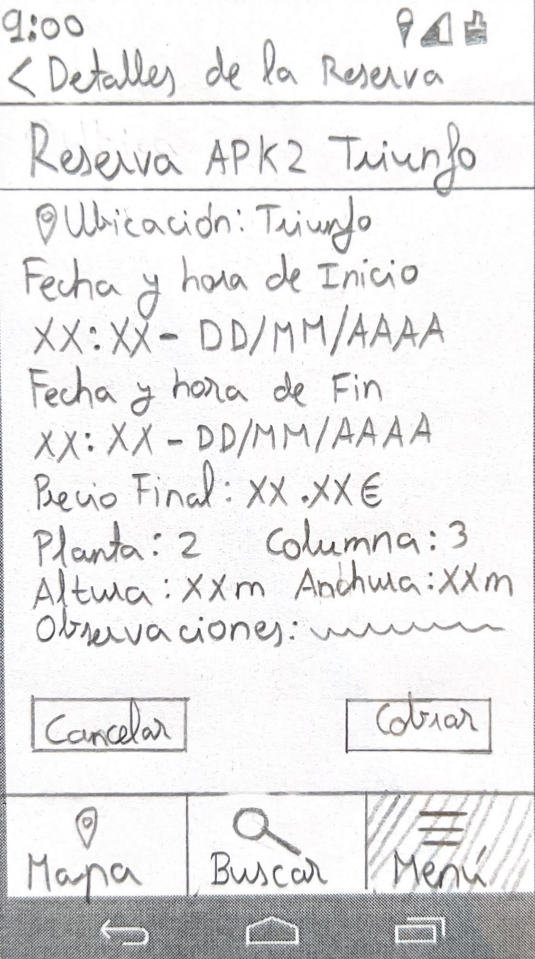 9:00
< Detalles de la Reserva
Reserva APK2 Triunfo
Ubicación: Triunfo
Fecha y hora de Inicio
XX:XX - DD/MM/AAAA
Fecha y hora de Fin
XX:XX - DD/MM/AAAA
Precio Final: XX.XX€
Planta: 2 Columna: 3
Altura: XXm Anchura: XXm
Observaciones:
Cancelar Cobrar
Mapa Buscar Menú